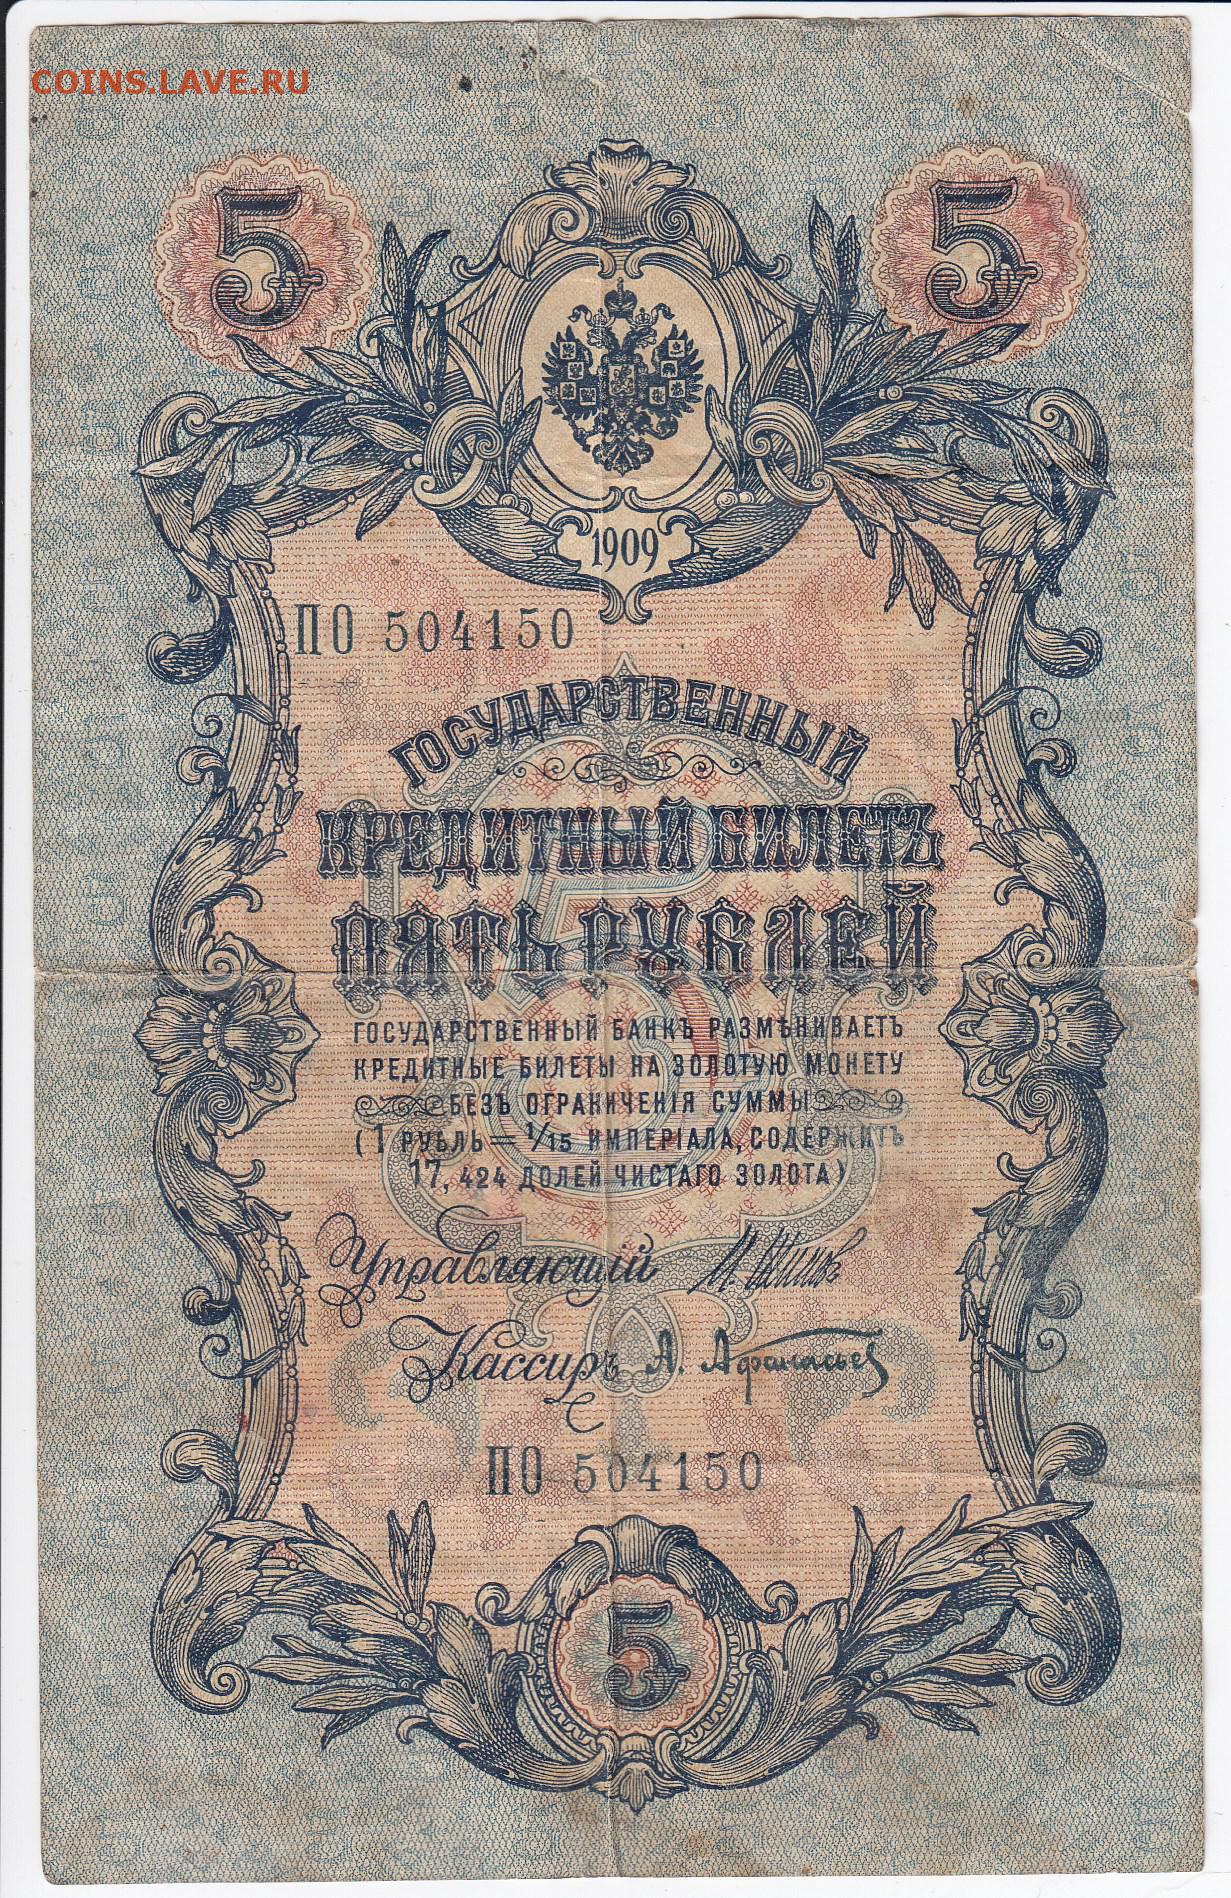 COINS.LAVE.RU
5 5
1909
ПО 504150
ГОСУДАРСТВЕННЫЙ
КРЕДИТНЫЙ БИЛЕТЪ
ПЯТЬ РУБЛЕЙ
ГОСУДАРСТВЕННЫЙ БАНКЪ РАЗМѢНИВАЕТЪ
КРЕДИТНЫЕ БИЛЕТЫ НА ЗОЛОТУЮ МОНЕТУ
БЕЗЪ ОГРАНИЧЕНІЯ СУММЫ
(1 РУБЛЬ = 1/15 ИМПЕРІАЛА, СОДЕРЖИТЪ
17,424 ДОЛЕЙ ЧИСТАГО ЗОЛОТА)
Управляющій И. Шипов
Кассиръ А. Афанасьев
ПО 504150
5